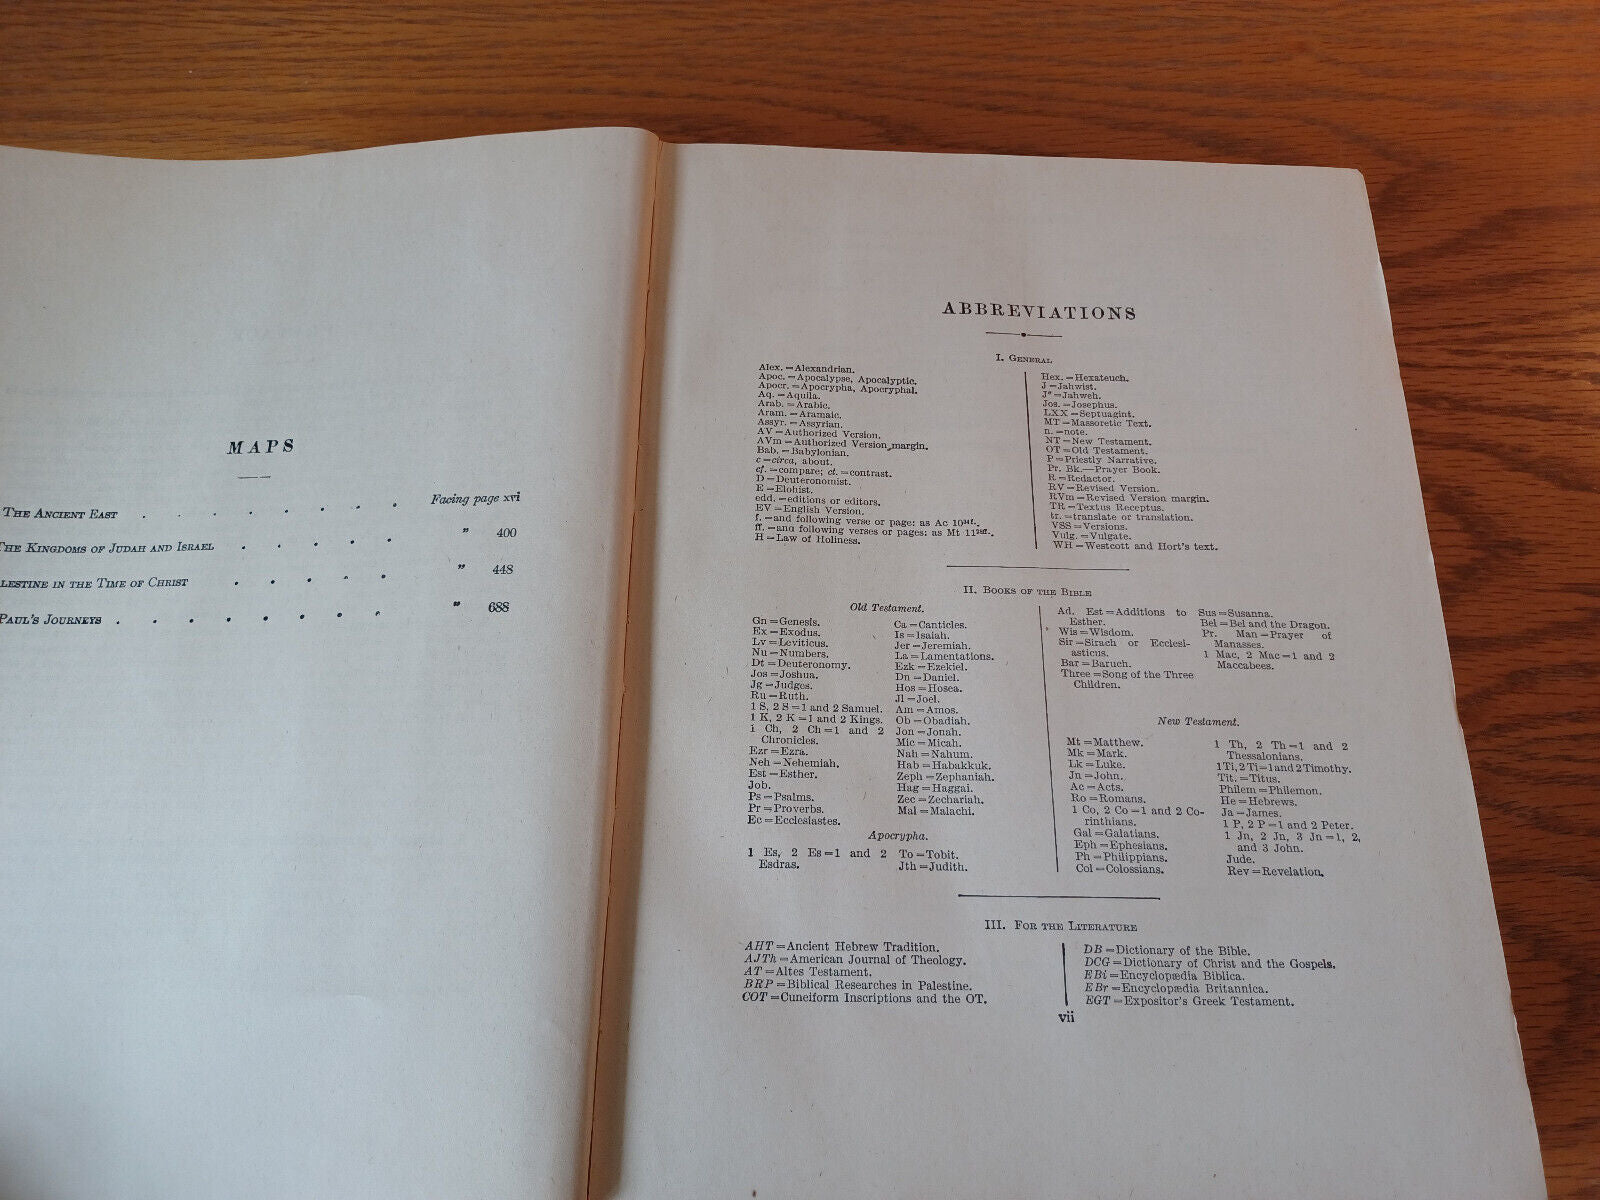 MAPS
Facing page xvi
THE ANCIENT EAST . . . . . . . .
THE KINGDOMS OF JUDAH AND ISRAEL . . . . . " 400
LESTINE IN THE TIME OF CHRIST . . . . . " 448
PAUL'S JOURNEYS . . . . . . . . " 688
ABBREVIATIONS
I. GENERAL
Alex. = Alexandrian.
Apoc. = Apocalypse, Apocalyptic.
Apocr. = Apocrypha, Apocryphal.
Aq. = Aquila.
Arab. = Arabic.
Aram. = Aramaic.
Assyr. = Assyrian.
AV = Authorized Version.
AVm = Authorized Version margin.
Bab. = Babylonian.
c = circa, about.
cf. = compare; ct. = contrast.
D = Deuteronomist.
E = Elohist.
edd. = editions or editors.
EV = English Version.
f. = and following verse or page: as Ac 10
ff. = and following verses or pages: as Mt 11
H = Law of Holiness.
Hex. = Hexateuch.
J = Jahwist.
= Jahweh.
Jos. = Josephus.
LXX = Septuagint.
MT = Massoretic Text.
n. = note.
NT = New Testament.
OT = Old Testament.
P = Priestly Narrative.
Pr. Bk.—Prayer Book.
R = Redactor.
RV = Revised Version.
RVm = Revised Version margin.
TR = Textus Receptus.
tr. = translate or translation.
VSS = Versions.
Vulg. = Vulgate.
WH = Westcott and Hort's text.
II. BOOKS OF THE BIBLE
Old Testament.
Gn = Genesis.
Ex = Exodus.
Lv = Leviticus.
Nu = Numbers.
Dt = Deuteronomy.
Jos = Joshua.
Jg = Judges.
Ru = Ruth.
1 S, 2 S = 1 and 2 Samuel.
1 K, 2 K = 1 and 2 Kings.
1 Ch, 2 Ch = 1 and 2
Chronicles.
Ezr = Ezra.
Neh = Nehemiah.
Est = Esther.
Job.
Ps = Psalms.
Pr = Proverbs.
Ec = Ecclesiastes.
Ca = Canticles.
Is = Isaiah.
Jer = Jeremiah.
La = Lamentations.
Ezk = Ezekiel.
Dn = Daniel.
Hos = Hosea.
Jl = Joel.
Am = Amos.
Ob = Obadiah.
Jon = Jonah.
Mic = Micah.
Nah = Nahum.
Hab = Habakkuk.
Zeph = Zephaniah.
Hag = Haggai.
Zec = Zechariah.
Mal = Malachi.
Apocrypha.
1 Es, 2 Es = 1 and 2
Esdras.
To = Tobit.
Jth = Judith.
Ad. Est = Additions to
Esther.
Wis = Wisdom.
Sir = Sirach or Ecclesi-
asticus.
Bar = Baruch.
Three = Song of the Three
Children.
Sus = Susanna.
Bel = Bel and the Dragon.
Pr. Man = Prayer of
Manasses.
1 Mac, 2 Mac = 1 and 2
Maccabees.
New Testament.
Mt = Matthew.
Mk = Mark.
Lk = Luke.
Jn = John.
Ac = Acts.
Ro = Romans.
1 Co, 2 Co = 1 and 2 Co-
rinthians.
Gal = Galatians.
Eph = Ephesians.
Ph = Philippians.
Col = Colossians.
1 Th, 2 Th = 1 and 2
Thessalonians.
1 Ti, 2 Ti = 1 and 2 Timothy.
Tit. = Titus.
Philem = Philemon.
He = Hebrews.
Ja = James.
1 P, 2 P = 1 and 2 Peter.
1 Jn, 2 Jn, 3 Jn = 1, 2,
and 3 John.
Jude.
Rev = Revelation.
III. FOR THE LITERATURE
AHT = Ancient Hebrew Tradition.
AJTh = American Journal of Theology.
AT = Altes Testament.
BRP = Biblical Researches in Palestine.
COT = Cuneiform Inscriptions and the OT.
DB = Dictionary of the Bible.
DCG = Dictionary of Christ and the Gospels.
EBi = Encyclopædia Biblica.
EBr = Encyclopædia Britannica.
EGT = Expositor's Greek Testament.
vii